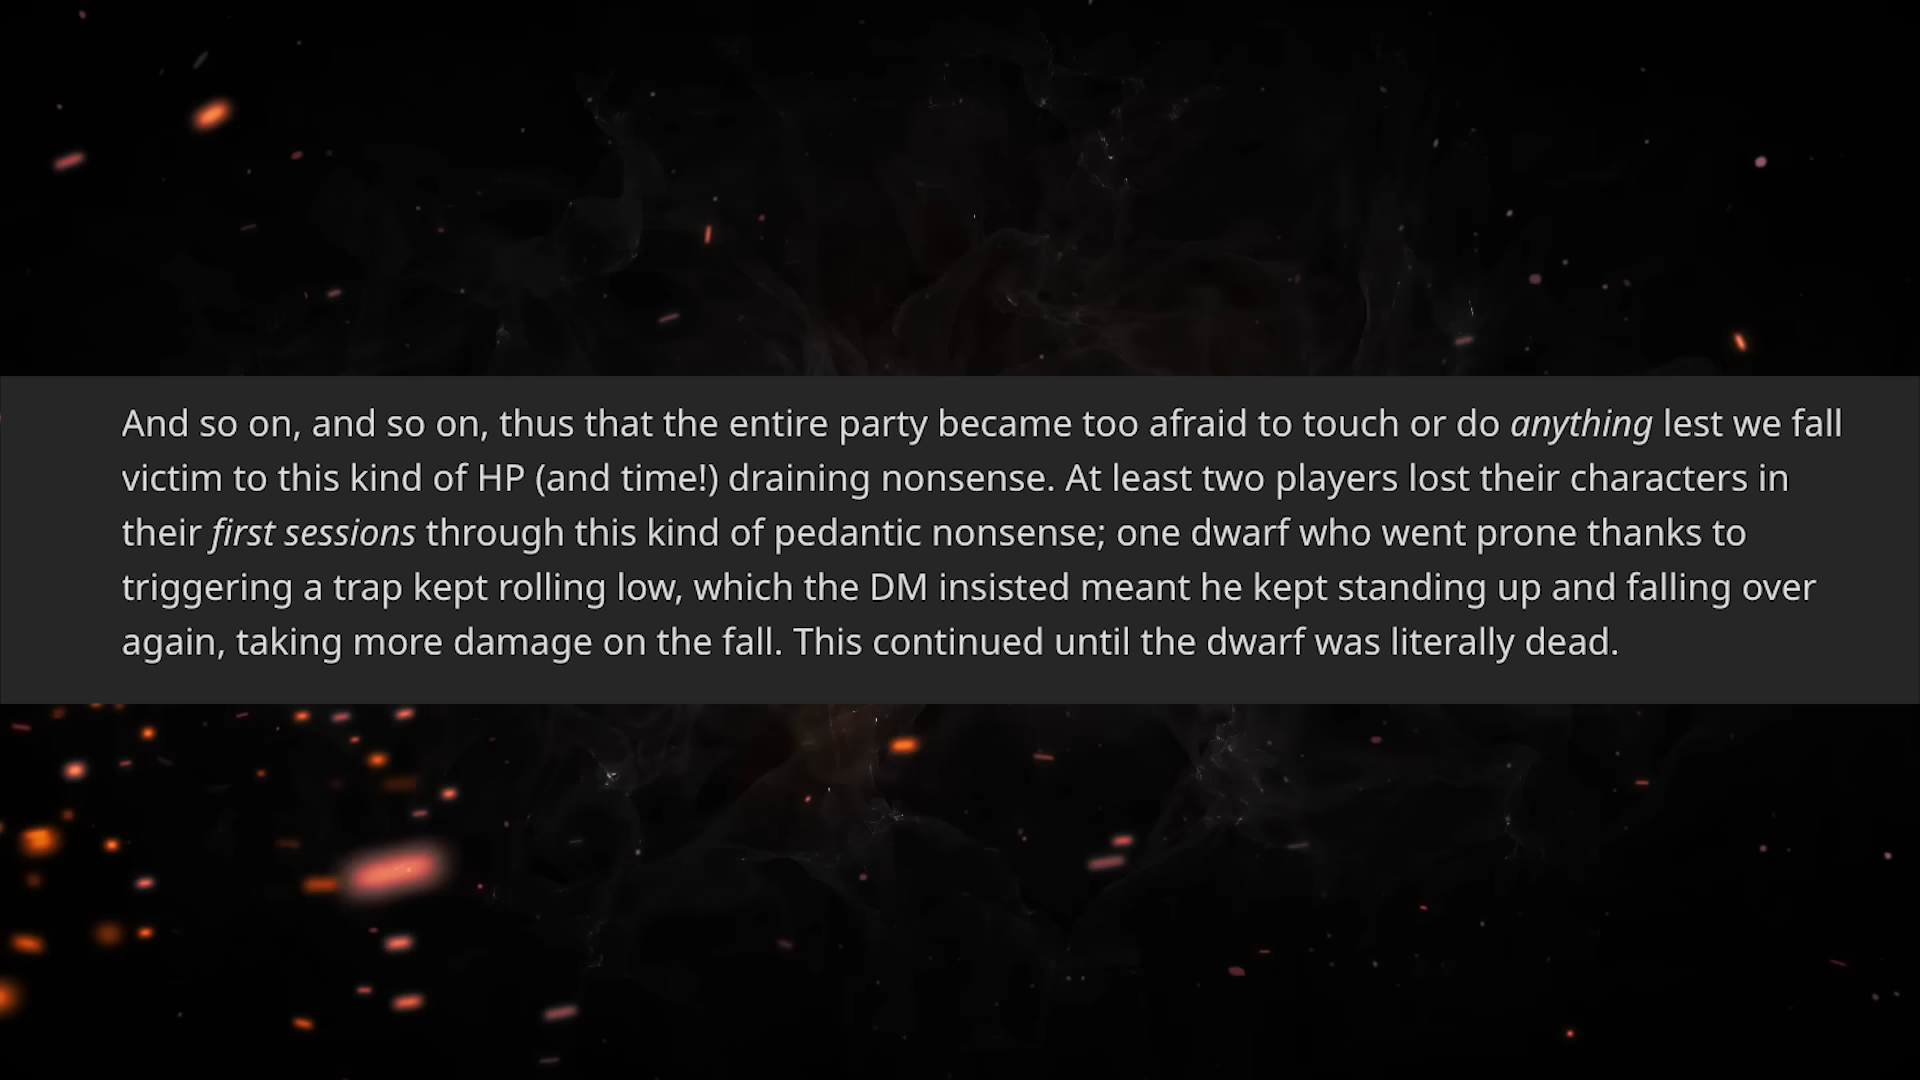 And so on, and so on, thus that the entire party became too afraid to touch or do anything lest we fall
victim to this kind of HP (and time!) draining nonsense. At least two players lost their characters in
their first sessions through this kind of pedantic nonsense; one dwarf who went prone thanks to
triggering a trap kept rolling low, which the DM insisted meant he kept standing up and falling over
again, taking more damage on the fall. This continued until the dwarf was literally dead.